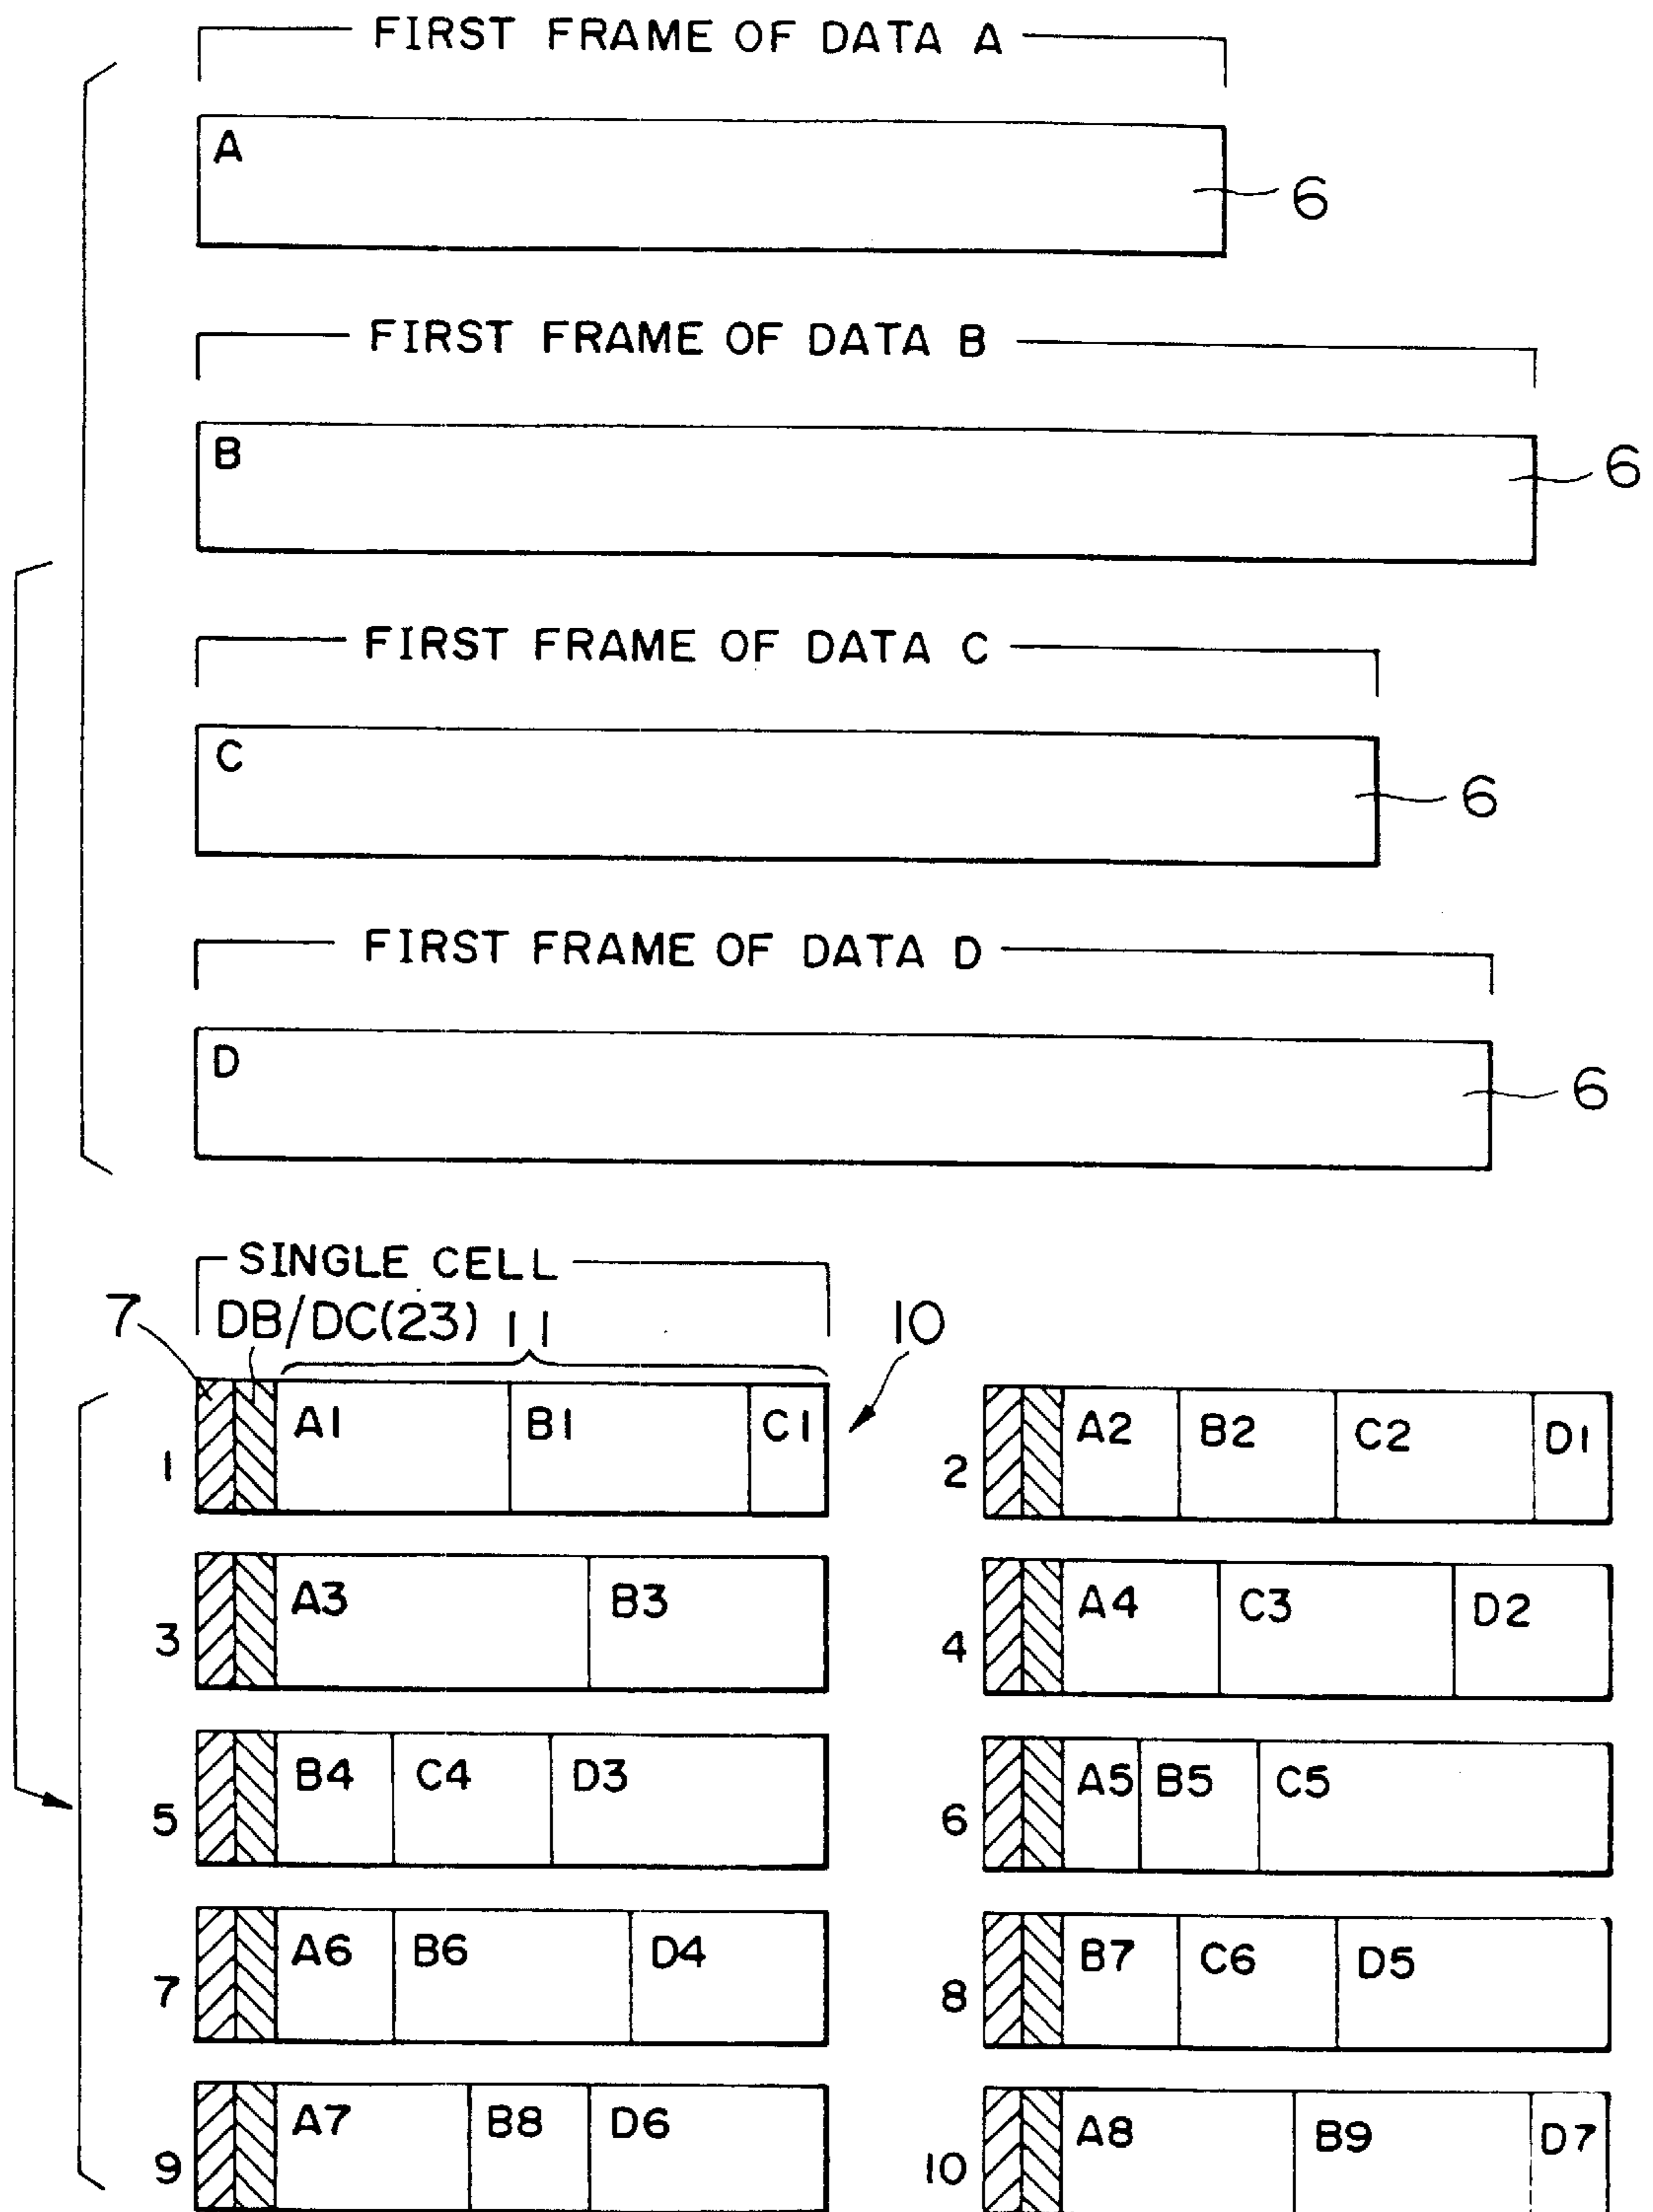 FIRST FRAME OF DATA A
A
6
FIRST FRAME OF DATA B
B
6
FIRST FRAME OF DATA C
C
6
FIRST FRAME OF DATA D
D
6
SINGLE CELL
7 DB/DC(23) 11 10
1 A1 B1 C1
2 A2 B2 C2 D1
3 A3 B3
4 A4 C3 D2
5 B4 C4 D3
6 A5 B5 C5
7 A6 B6 D4
8 B7 C6 D5
9 A7 B8 D6
10 A8 B9 D7